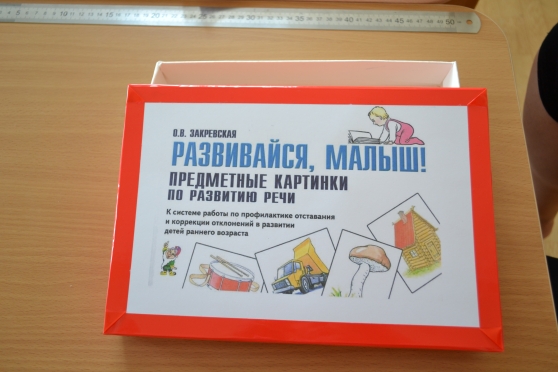 О.В. ЗАКРЕВСКАЯ
РАЗВИВАЙСЯ, МАЛЫШ!
ПРЕДМЕТНЫЕ КАРТИНКИ
ПО РАЗВИТИЮ РЕЧИ
К системе работы по профилактике отставания
и коррекции отклонений в развитии
детей раннего возраста